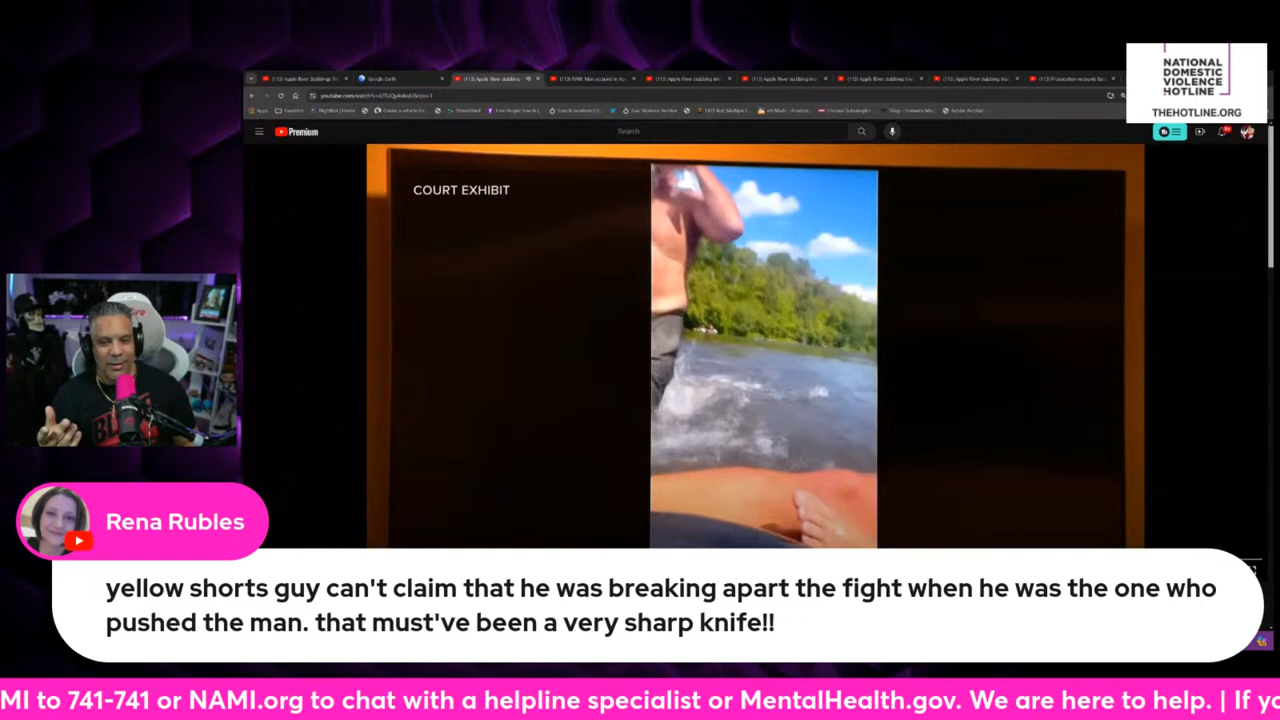 NATIONAL
DOMESTIC
VIOLENCE
HOTLINE
THEHOTLINE.ORG
Google Earth
Apps
Premium
Search
COURT EXHIBIT
Rena Rubles
yellow shorts guy can't claim that he was breaking apart the fight when he was the one who
pushed the man. that must've been a very sharp knife!!
MI to 741-741 or NAMI.org to chat with a helpline specialist or MentalHealth.gov. We are here to help. | If yo